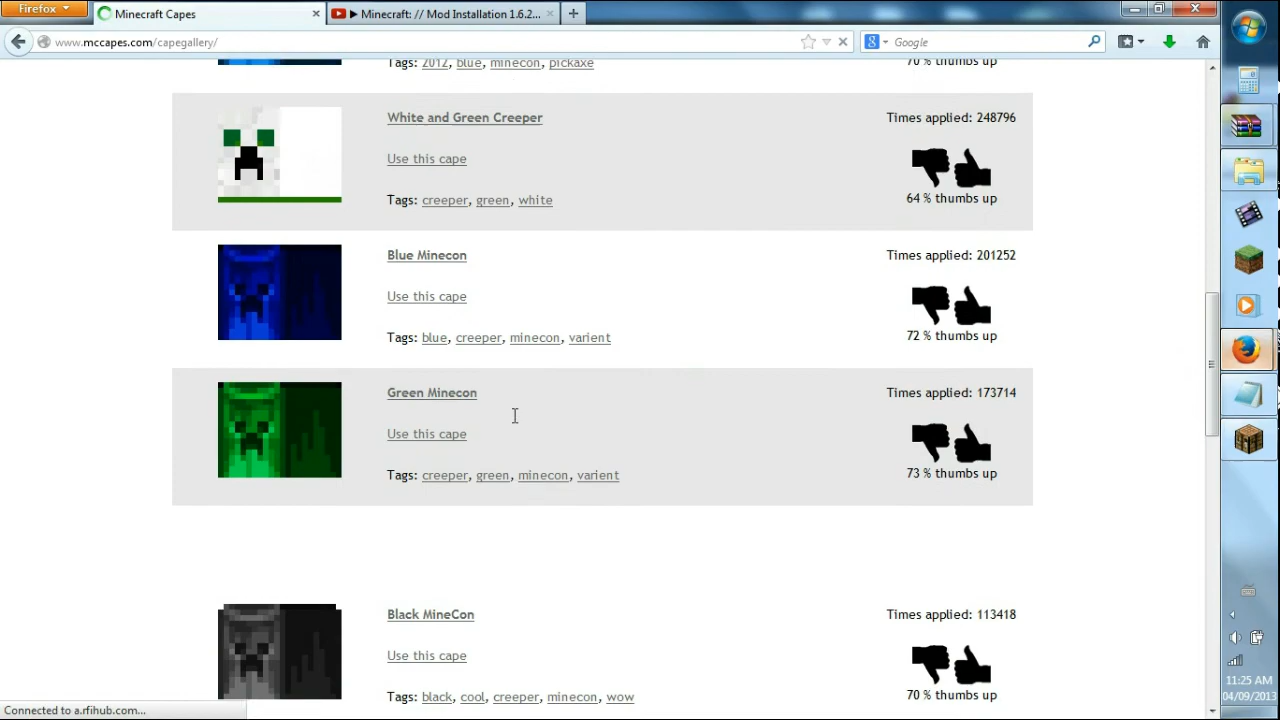 Firefox
Minecraft Capes
Minecraft: // Mod Installation 1.6.2...
www.mccapes.com/capegallery/
Google
Tags: 2012, blue, minecon, pickaxe
70 % thumbs up
White and Green Creeper
Times applied: 248796
Use this cape
Tags: creeper, green, white
64 % thumbs up
Blue Minecon
Times applied: 201252
Use this cape
Tags: blue, creeper, minecon, varient
72 % thumbs up
Green Minecon
Times applied: 173714
Use this cape
Tags: creeper, green, minecon, varient
73 % thumbs up
Black MineCon
Times applied: 113418
Use this cape
Tags: black, cool, creeper, minecon, wow
70 % thumbs up
Connected to a.rfihub.com...
11:25 AM
04/09/2013